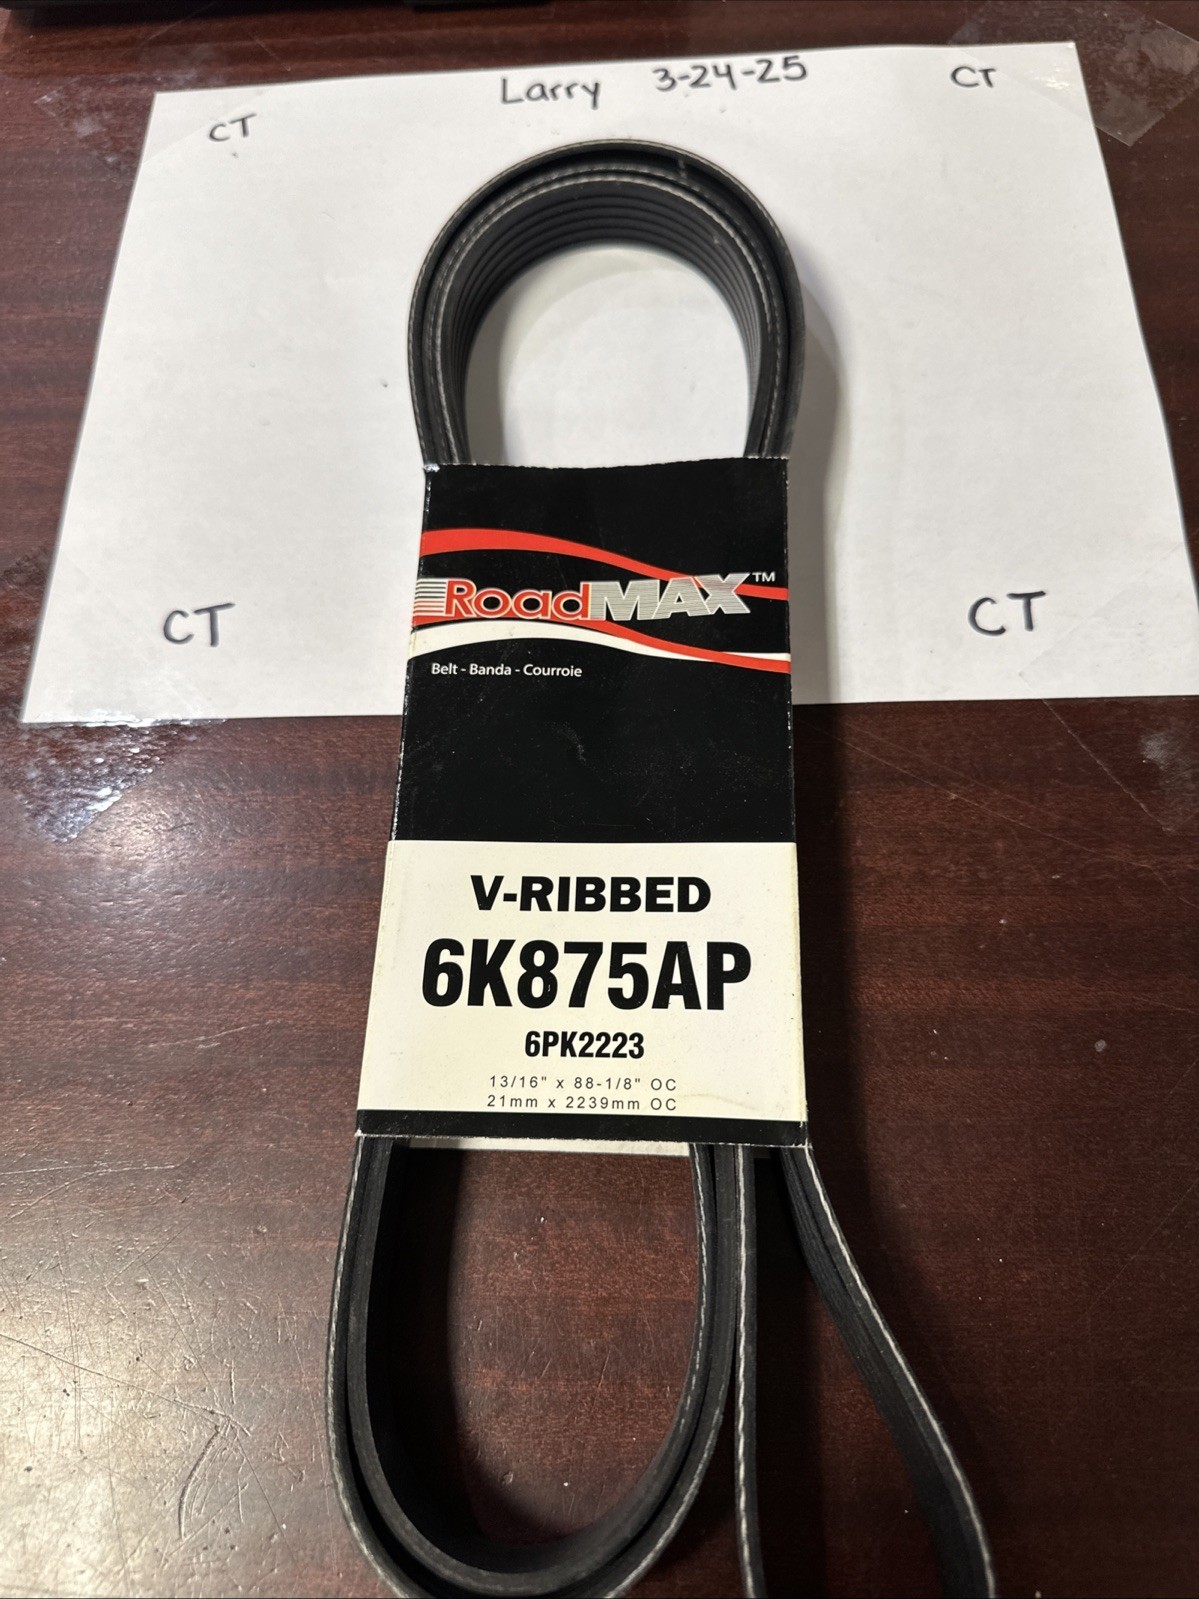 Larry 3-24-25
CT
CT
RoadMAX™
Belt - Banda - Courroie
CT
CT
V-RIBBED
6K875AP
6PK2223
13/16" x 88-1/8" OC
21mm x 2239mm OC